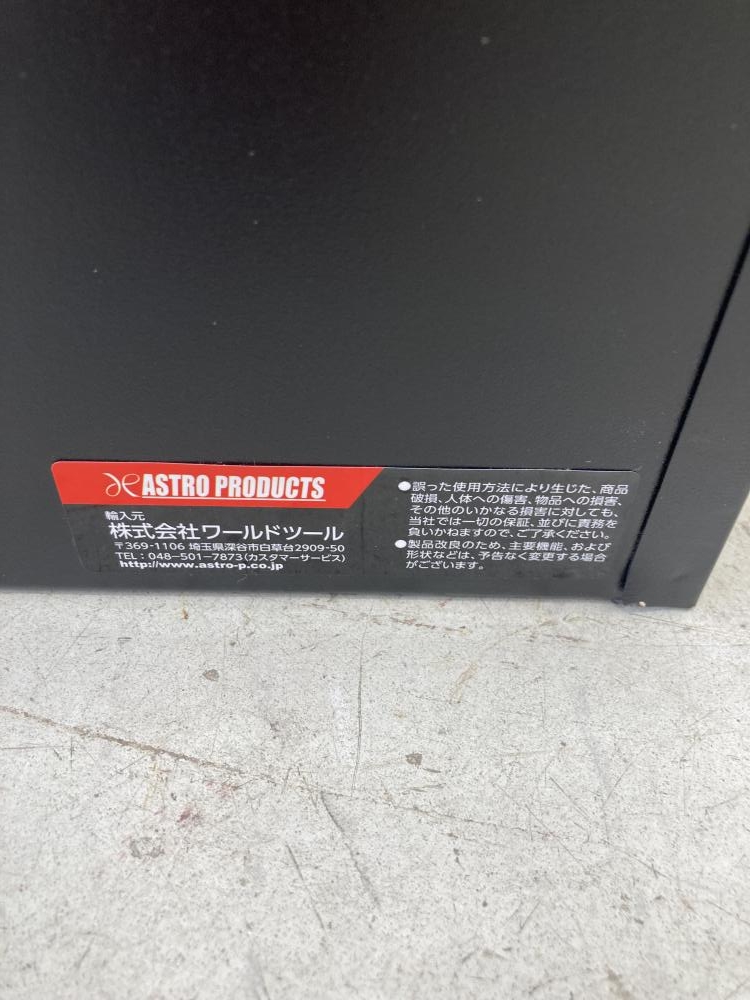 ASTRO PRODUCTS
輸入元
株式会社ワールドツール
〒369-1106 埼玉県深谷市白草台2909-50
TEL:048-501-7873(カスタマーサービス)
http://www.astro-p.co.jp
●誤った使用方法により生じた、商品
破損、人体への傷害、物品への損害、
その他のいかなる損害に対しても、
当社では一切の保証、並びに責務を
負いかねますので、ご了承ください。
●製品改良のため、主要機能、および
形状などは、予告なく変更する場合
がございます。